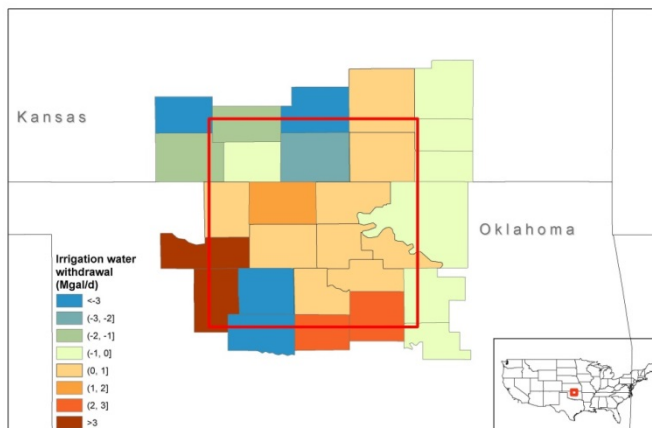 Kansas
Oklahoma
Irrigation water
withdrawal
(Mgal/d)
<-3
(-3, -2]
(-2, -1]
(-1, 0]
(0, 1]
(1, 2]
(2, 3]
>3